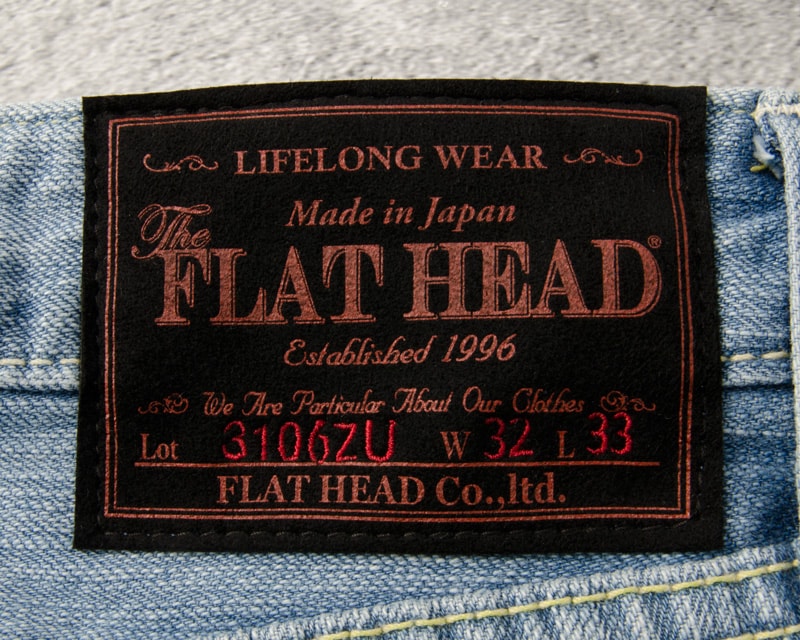 LIFELONG WEAR
Made in Japan
The
FLAT HEAD®
Established 1996
We Are Particular About Our Clothes
Lot 3106ZU W 32 L 33
FLAT HEAD Co.,ltd.